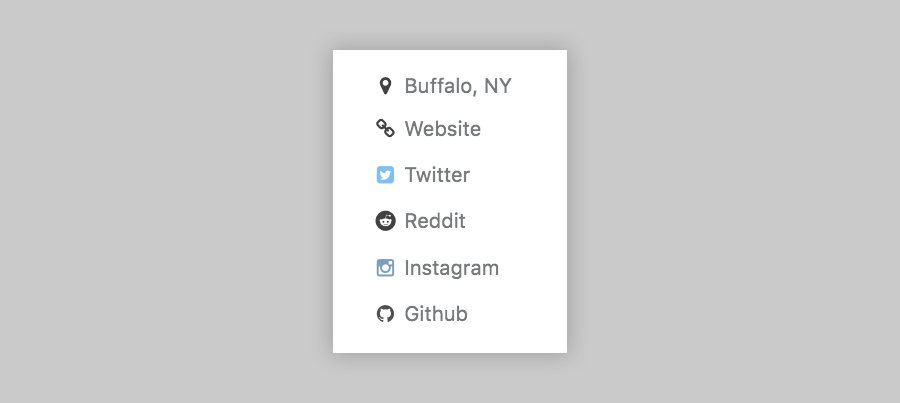 Buffalo, NY
Website
Twitter
Reddit
Instagram
Github